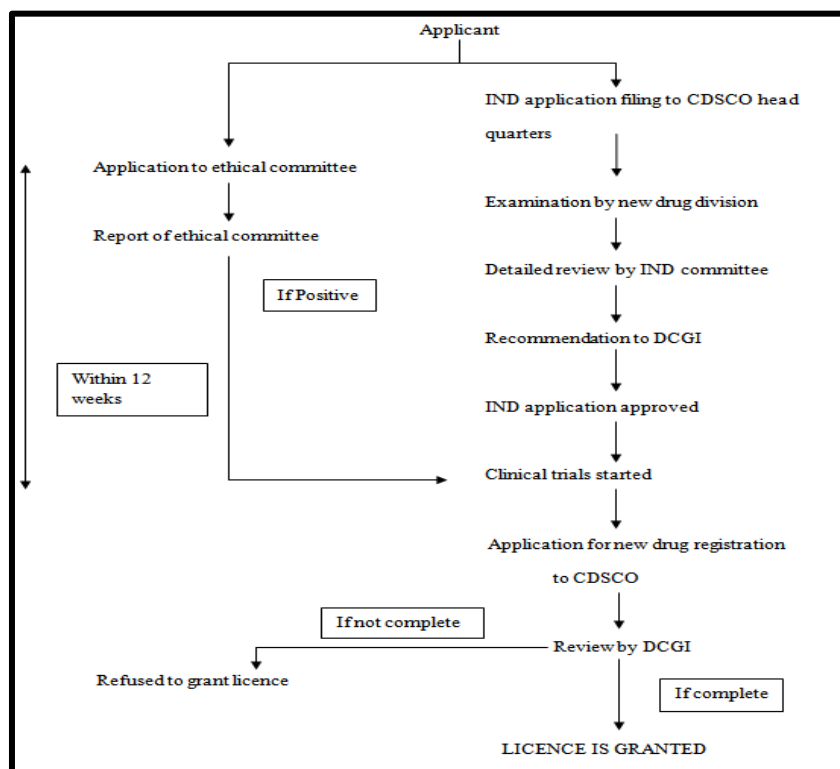 Applicant
IND application filing to CDSCO head
quarters
Application to ethical committee
Examination by new drug division
Report of ethical committee
Detailed review by IND committee
If Positive
Recommendation to DCGI
Within 12
weeks
IND application approved
Clinical trials started
Application for new drug registration
to CDSCO
If not complete
Review by DCGI
Refused to grant licence
If complete
LICENCE IS GRANTED